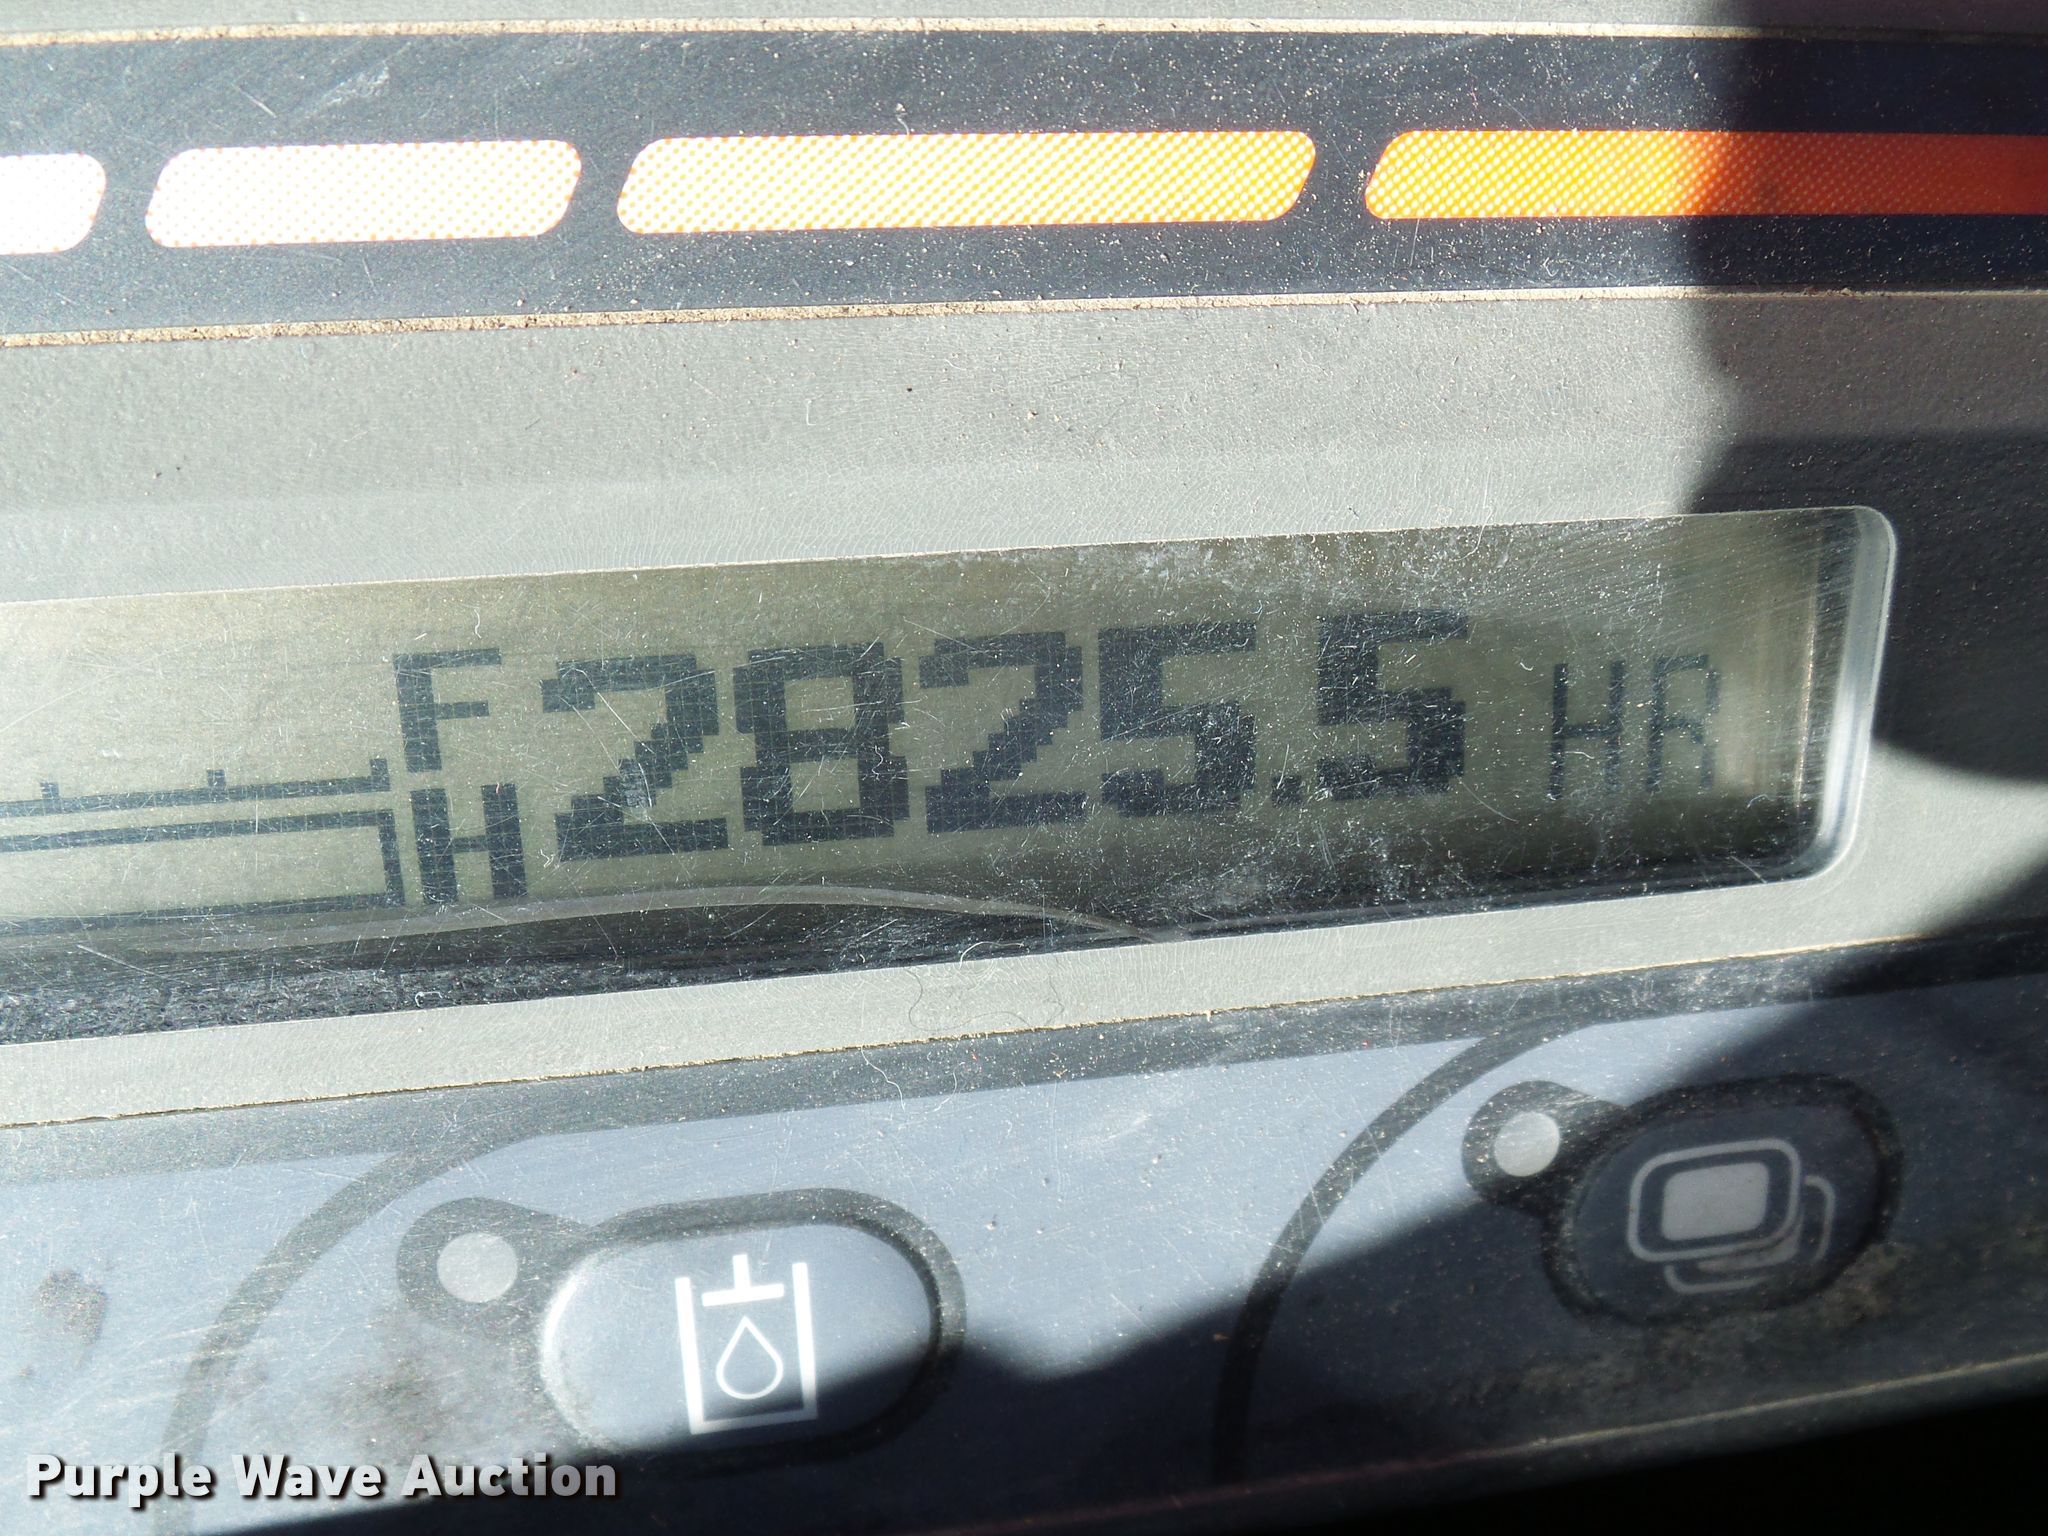 F 2825.5 HR
H
Purple Wave Auction